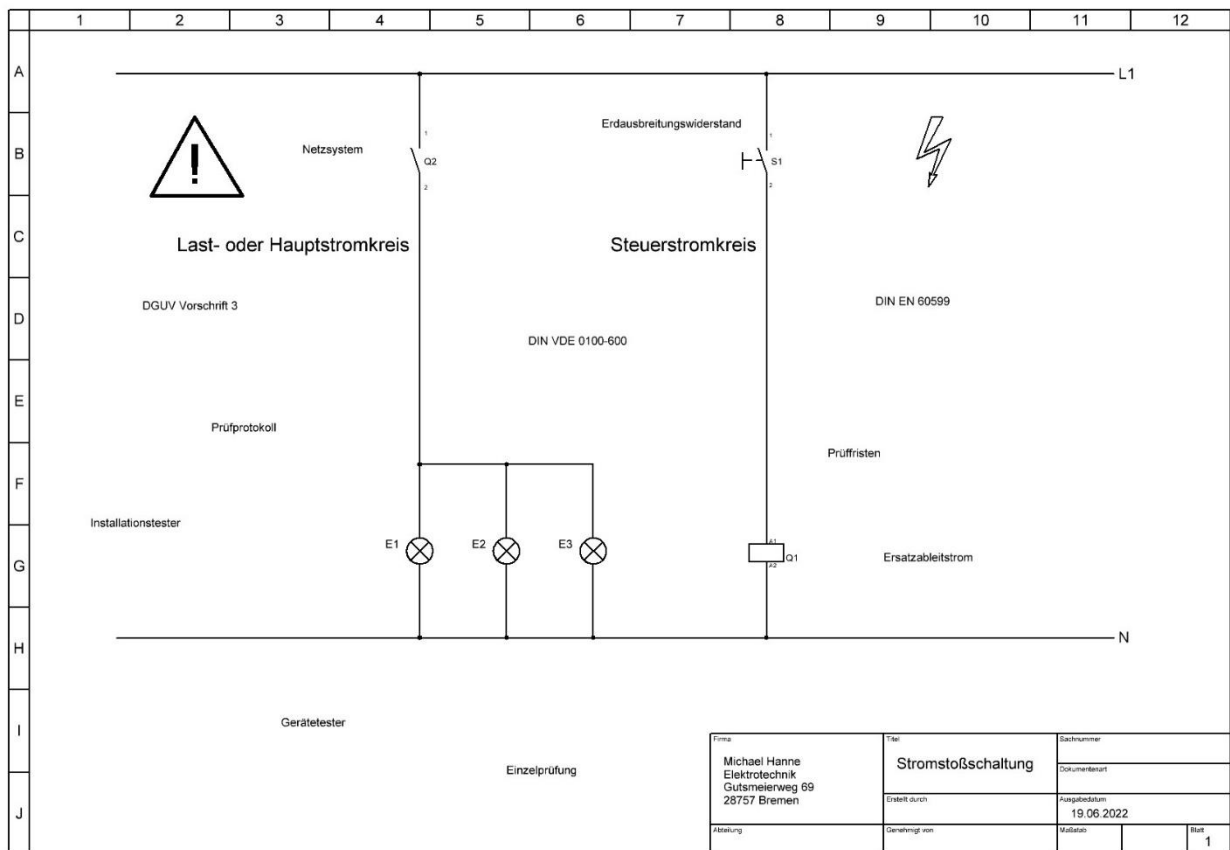 1 2 3 4 5 6 7 8 9 10 11 12
A
L1
B
Netzsystem
Erdausbreitungswiderstand
1
Q2
2
1
S1
2
!
C
Last- oder Hauptstromkreis
Steuerstromkreis
D
DGUV Vorschrift 3
DIN EN 60599
DIN VDE 0100-600
E
Prüfprotokoll
Prüffristen
F
Installationstester
G
E1
E2
E3
A1
Q1
A2
Ersatzableitstrom
H
N
I
Gerätetester
Einzelprüfung
J
Firma
Michael Hanne
Elektrotechnik
Gutsmeierweg 69
28757 Bremen
Abteilung
Titel
Stromstoßschaltung
Erstellt durch
Genehmigt von
Sachnummer
Dokumentenart
Ausgabedatum
19.06.2022
Maßstab
Blatt
1